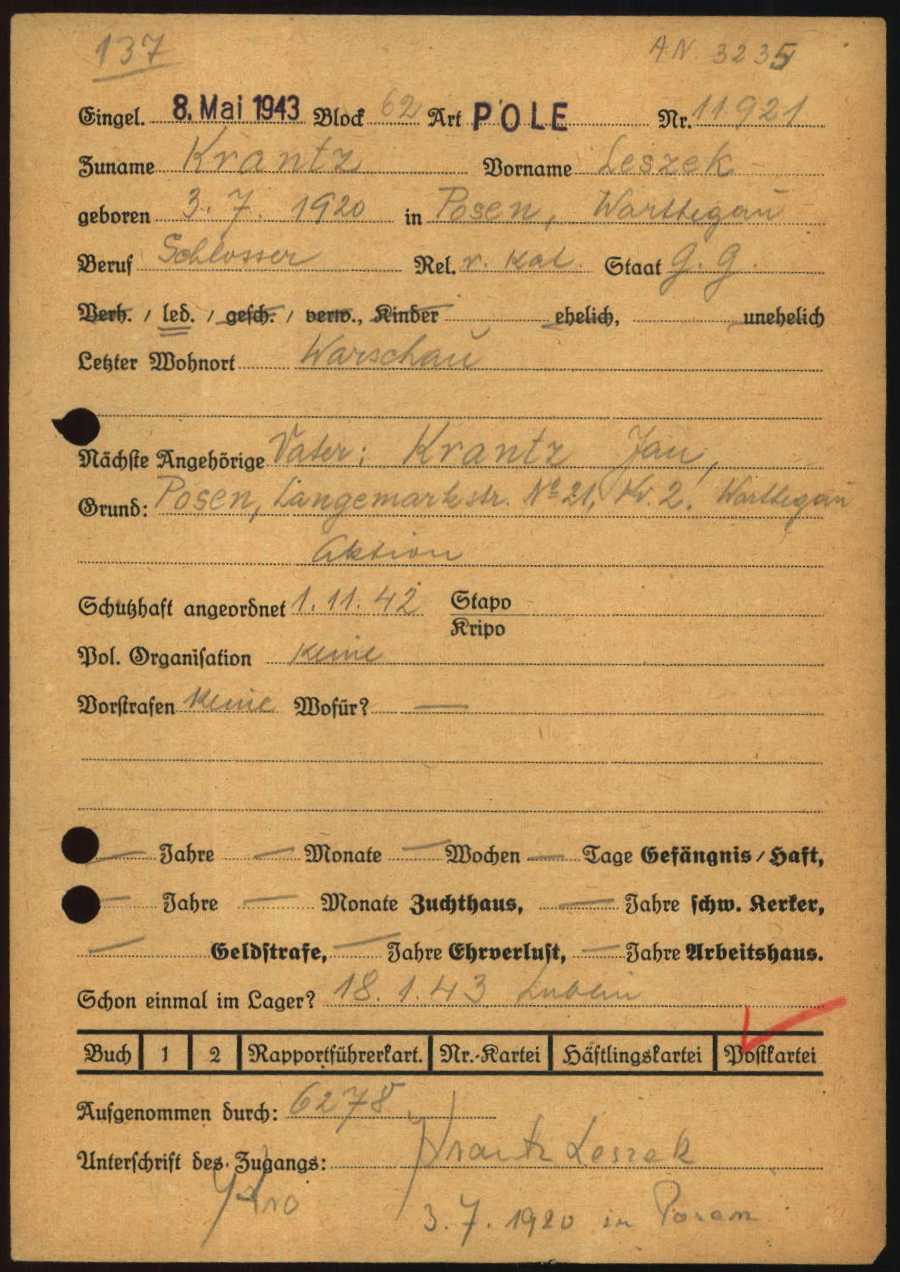 137 A.N. 3235
Eingel. 8. Mai 1943 Block 62 Art POLE Nr. 11921
Zuname Krantz Vorname Leszek
geboren 3. 7. 1920 in Posen, Warthegau
Beruf Schlosser Rel. r. kat. Staat G. G.
Verh. / led. / gesch. / verw., Kinder ehelich, unehelich
Letzter Wohnort Warschau
Nächste Angehörige Vater: Krantz Jan,
Grund: Posen, Langemarkstr. No 21, Kv. 2. Warthegau
Aktion
Schutzhaft angeordnet 1. 11. 42 Stapo
Kripo
Pol. Organisation keine
Vorstrafen keine Wofür? —
— Jahre — Monate — Wochen — Tage Gefängnis / Haft,
— Jahre — Monate Zuchthaus, — Jahre schw. Kerker,
— Geldstrafe, — Jahre Ehrverlust, — Jahre Arbeitshaus.
Schon einmal im Lager? 18. 1. 43 Lublin
Buch 1 2 Rapportführerkart. Nr.-Kartei Häftlingskartei Postkartei
Aufgenommen durch: 6278
Unterschrift des Zugangs: Krantz Leszek
3. 7. 1920 in Posen